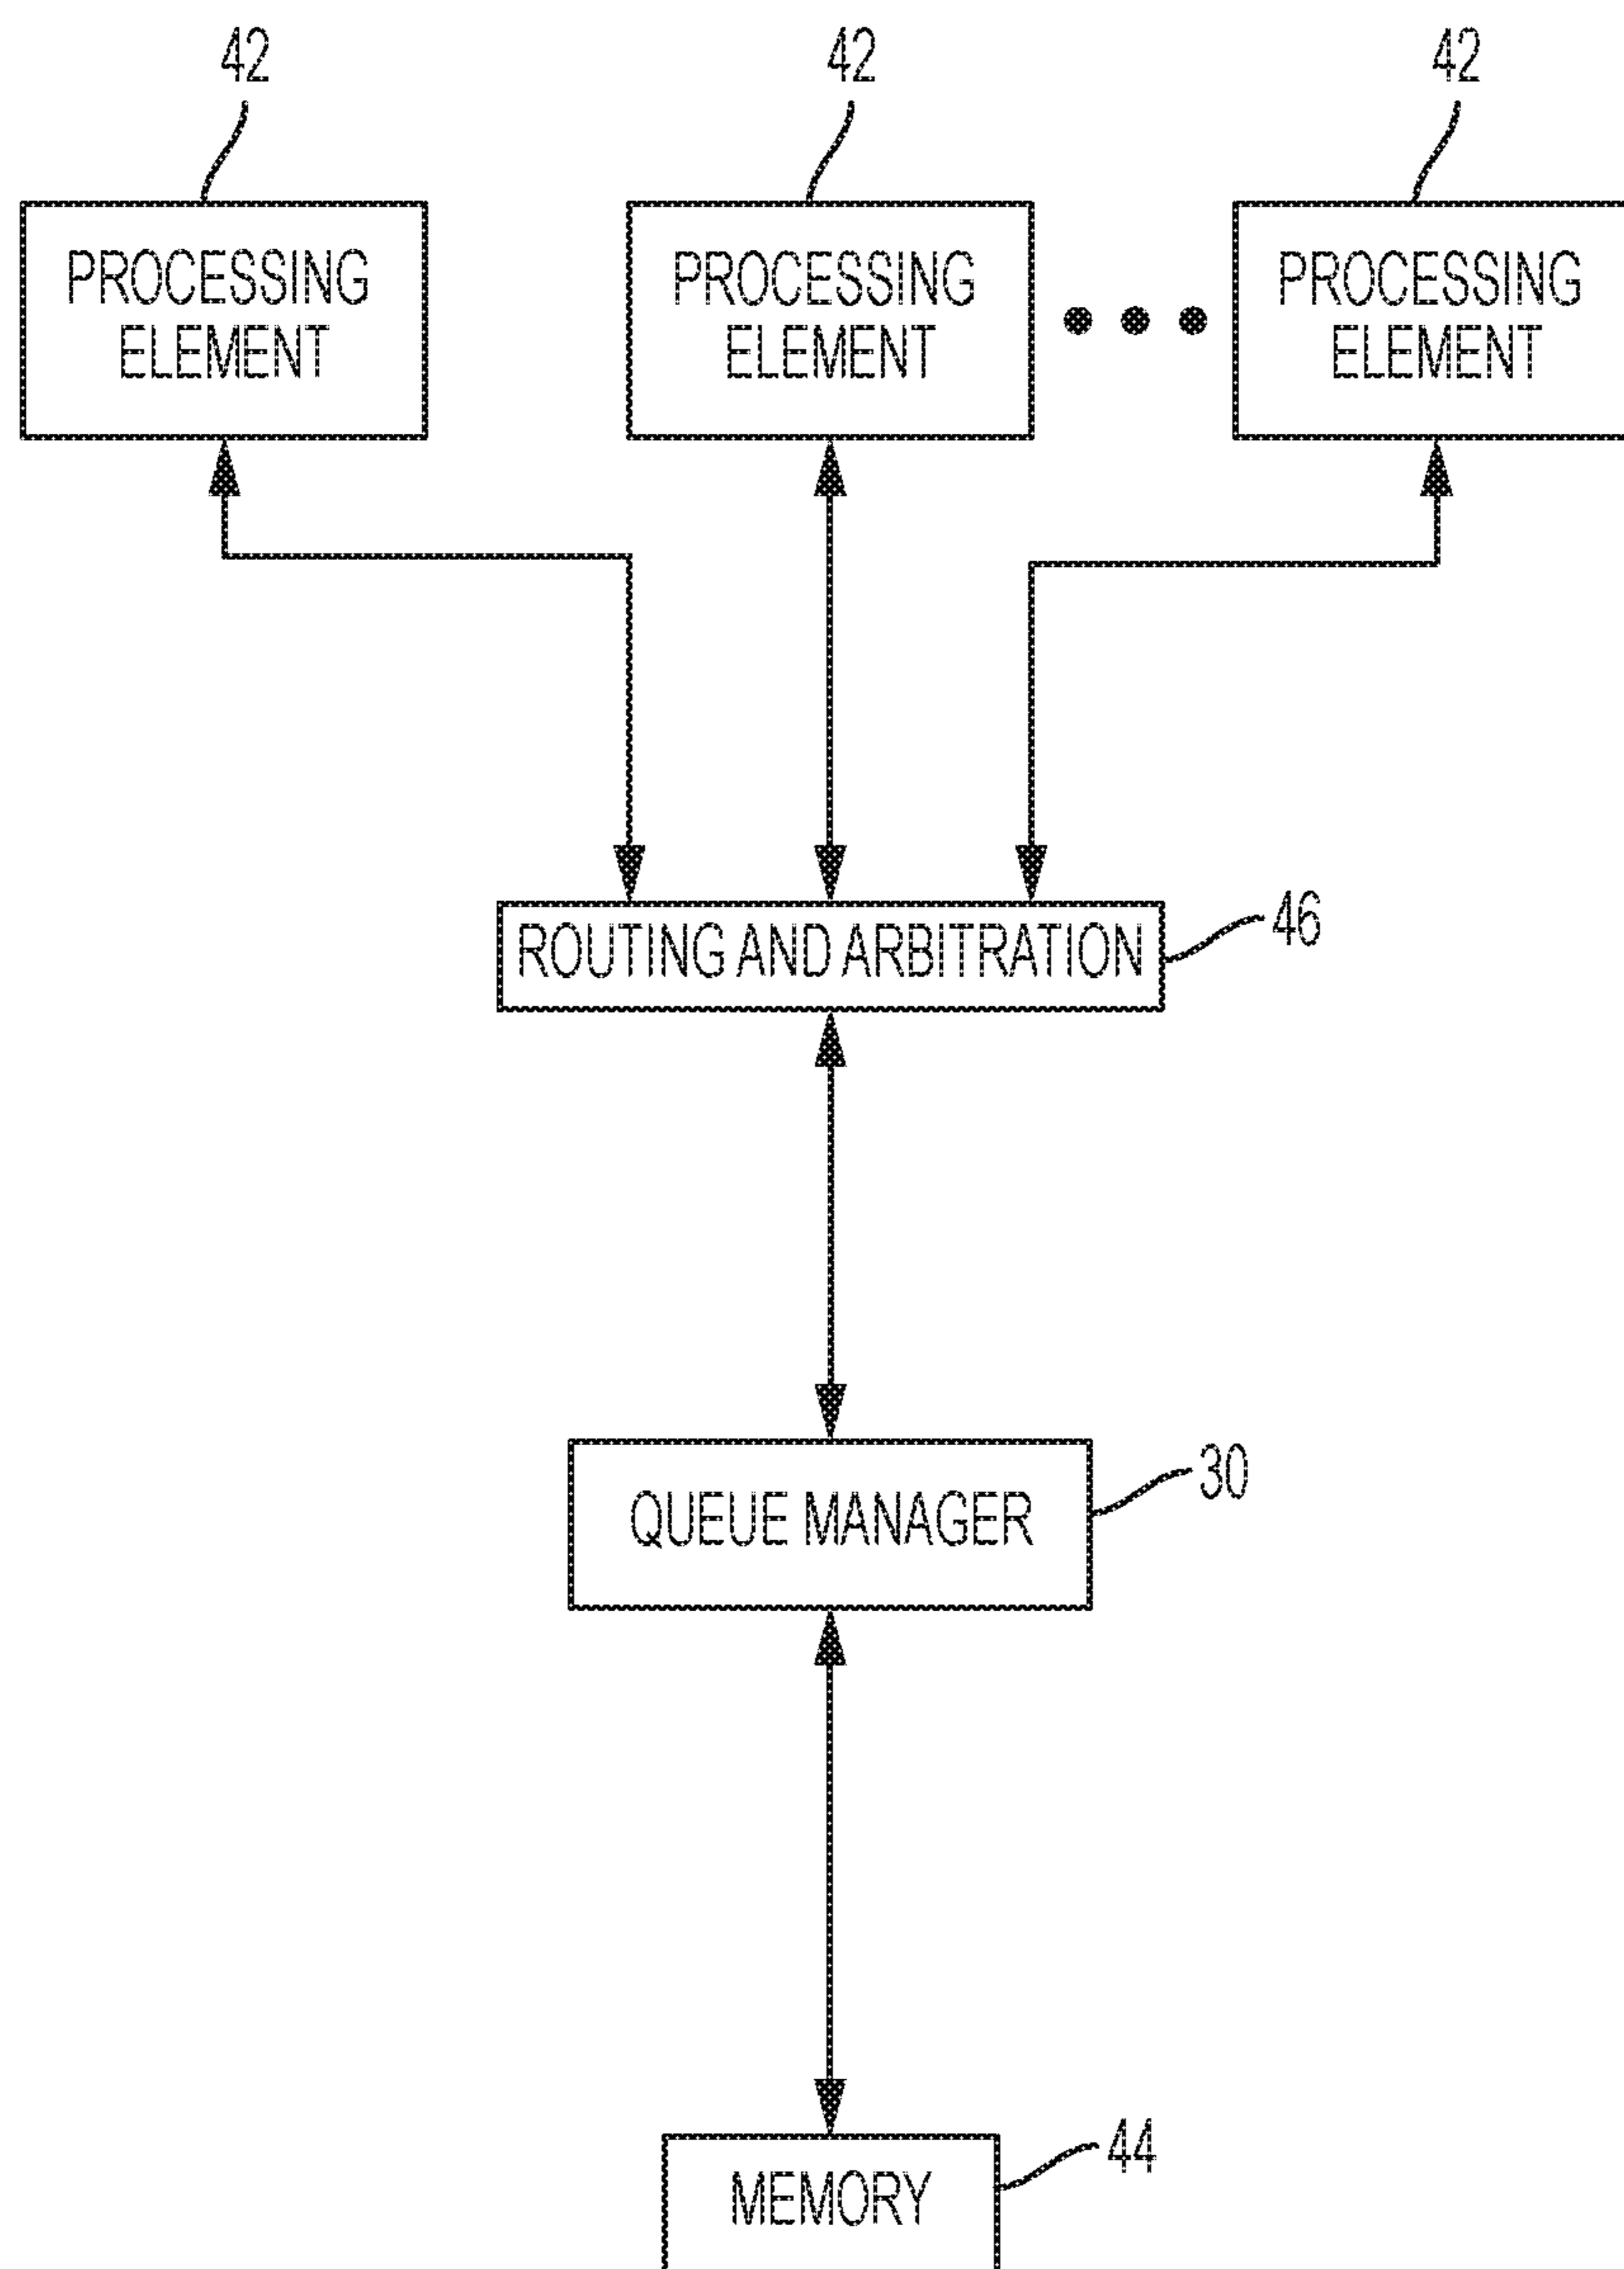 42
42
42
PROCESSING
ELEMENT
PROCESSING
ELEMENT
PROCESSING
ELEMENT
ROUTING AND ARBITRATION
46
QUEUE MANAGER
30
MEMORY
44